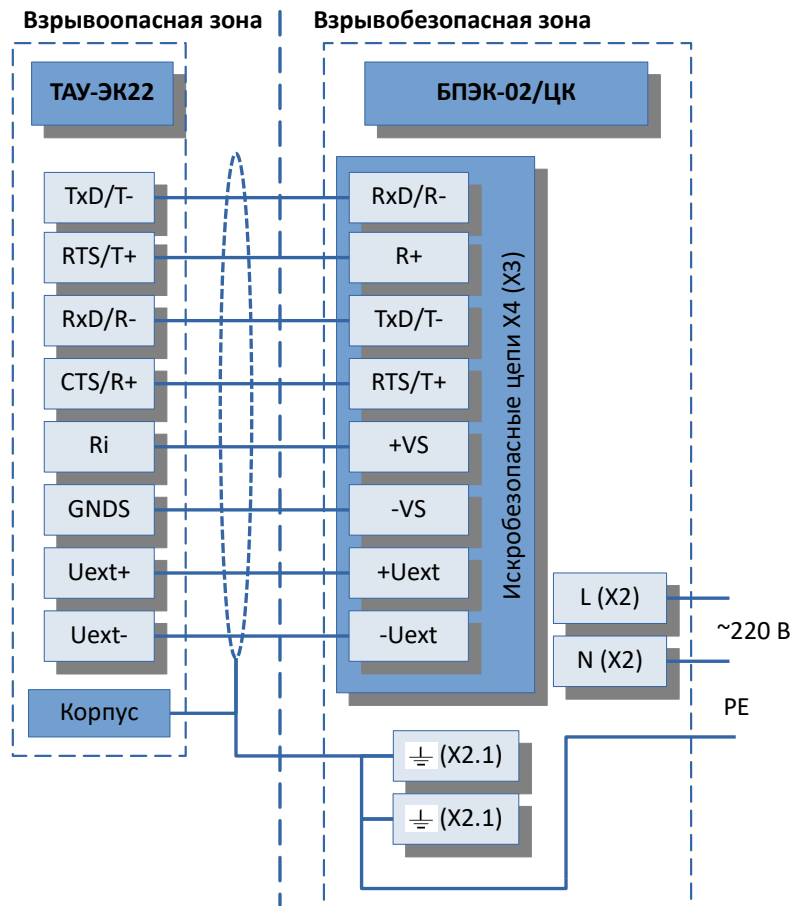 Взрывоопасная зона
Взрывобезопасная зона
ТАУ-ЭК22
БПЭК-02/ЦК
TxD/T-
RxD/R-
RTS/T+
R+
RxD/R-
TxD/T-
CTS/R+
RTS/T+
Ri
+VS
GNDS
-VS
Uext+
+Uext
Uext-
-Uext
Искробезопасные цепи X4 (X3)
L (X2)
~220 В
N (X2)
Корпус
PE
(X2.1)
(X2.1)